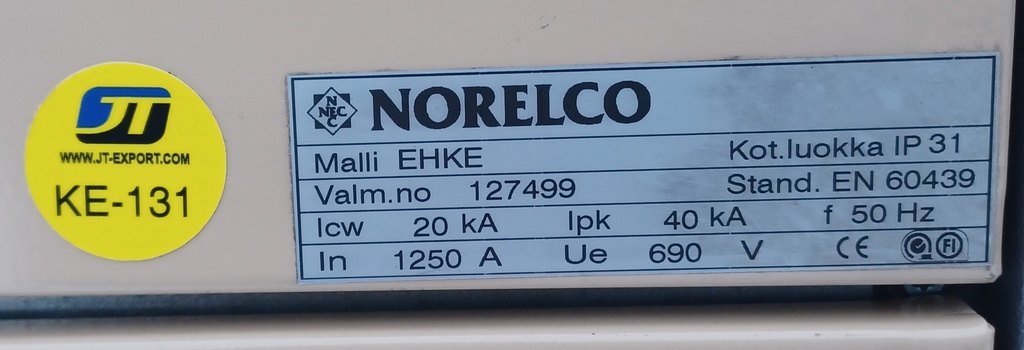 JT
WWW.JT-EXPORT.COM
KE-131
N
NEC
C
NORELCO
Malli EHKE Kot.luokka IP 31
Valm.no 127499 Stand. EN 60439
Icw 20 kA Ipk 40 kA f 50 Hz
In 1250 A Ue 690 V CE FI